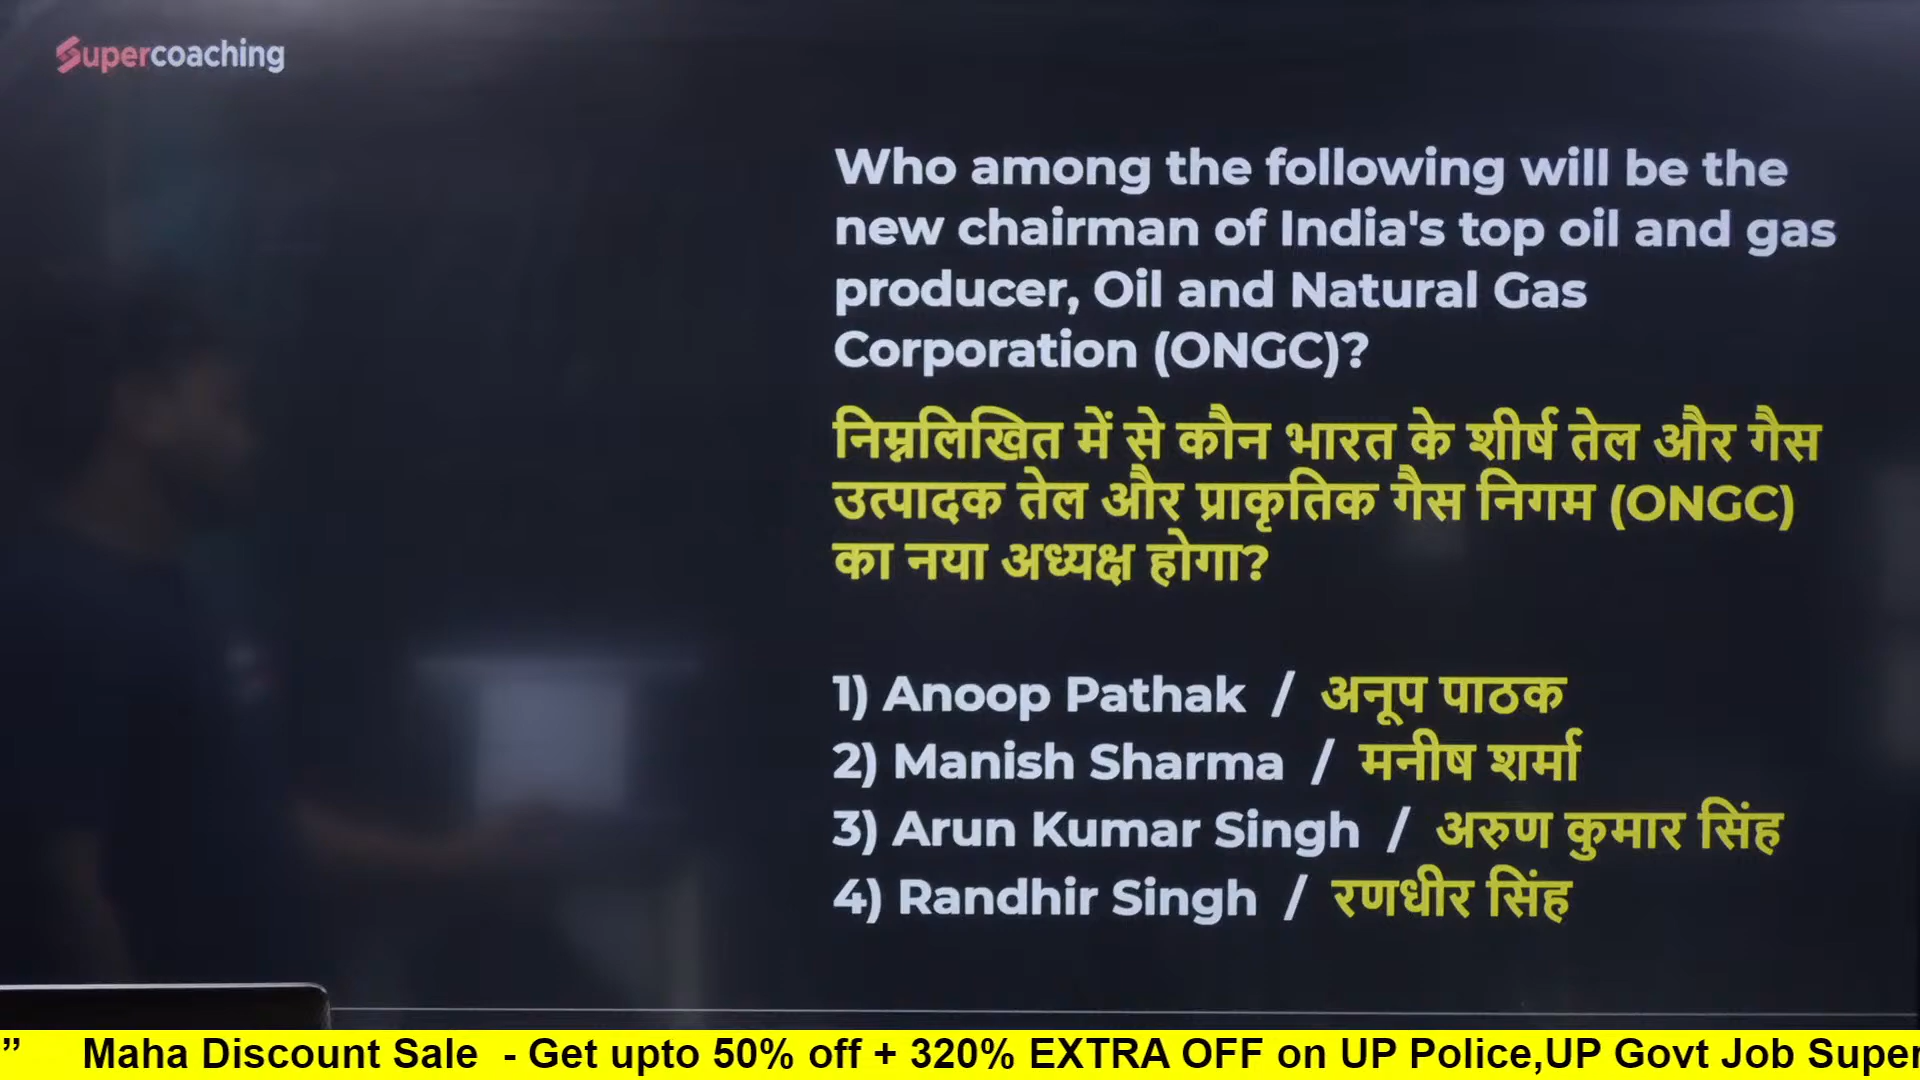 Supercoaching
Who among the following will be the
new chairman of India's top oil and gas
producer, Oil and Natural Gas
Corporation (ONGC)?
निम्नलिखित में से कौन भारत के शीर्ष तेल और गैस
उत्पादक तेल और प्राकृतिक गैस निगम (ONGC)
का नया अध्यक्ष होगा?
1) Anoop Pathak / अनूप पाठक
2) Manish Sharma / मनीष शर्मा
3) Arun Kumar Singh / अरुण कुमार सिंह
4) Randhir Singh / रणधीर सिंह
” Maha Discount Sale - Get upto 50% off + 320% EXTRA OFF on UP Police,UP Govt Job Super